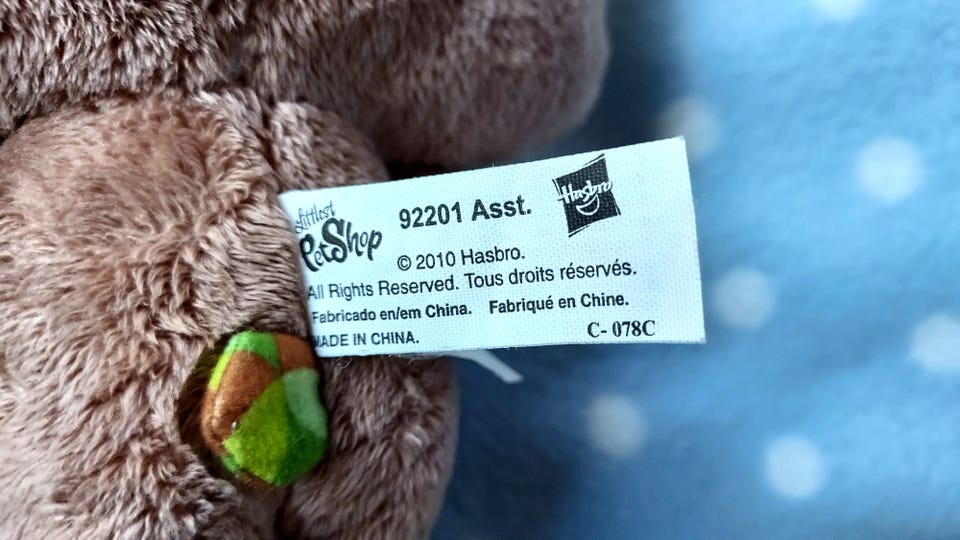 Littlest
PetShop
92201 Asst.
Hasbro
© 2010 Hasbro.
All Rights Reserved. Tous droits réservés.
Fabricado en/em China. Fabriqué en Chine.
MADE IN CHINA.
C- 078C